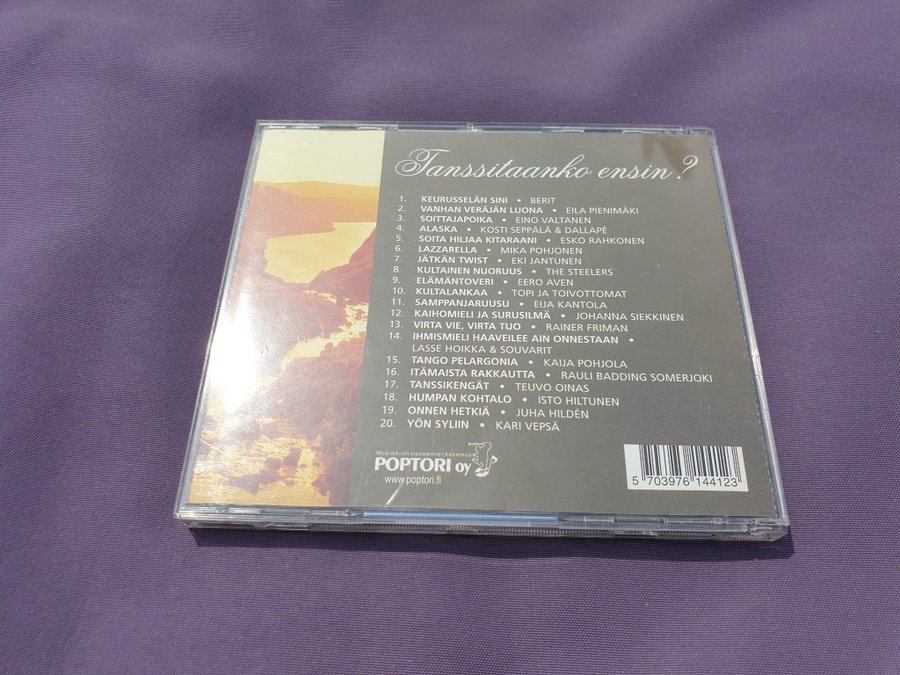 Tanssitaanko ensin?
1. KEURUSSELÄN SINI • BERIT
2. VANHAN VERÄJÄN LUONA • EILA PIENIMÄKI
3. SOITTAJAPOIKA • EINO VALTANEN
4. ALASKA • KOSTI SEPPÄLÄ & DALLAPÉ
5. SOITA HILJAA KITARAANI • ESKO RAHKONEN
6. LAZZARELLA • MIKA POHJONEN
7. JÄTKÄN TWIST • EKI JANTUNEN
8. KULTAINEN NUORUUS • THE STEELERS
9. ELÄMÄNTOVERI • EERO AVEN
10. KULTALANKAA • TOPI JA TOIVOTTOMAT
11. SAMPPANJARUUSU • EIJA KANTOLA
12. KAIHOMIELI JA SURUSILMÄ • JOHANNA SIEKKINEN
13. VIRTA VIE, VIRTA TUO • RAINER FRIMAN
14. IHMISMIELI HAAVEILEE AIN ONNESTAAN •
LASSE HOIKKA & SOUVARIT
15. TANGO PELARGONIA • KAIJA POHJOLA
16. ITÄMAISTA RAKKAUTTA • RAULI BADDING SOMERJOKI
17. TANSSIKENGÄT • TEUVO OINAS
18. HUMPAN KOHTALO • ISTO HILTUNEN
19. ONNEN HETKIÄ • JUHA HILDÈN
20. YÖN SYLIIN • KARI VEPSÄ
Musiikki on visuaalinen kokemus
POPTORI oy
www.poptori.fi
5 703976 144123